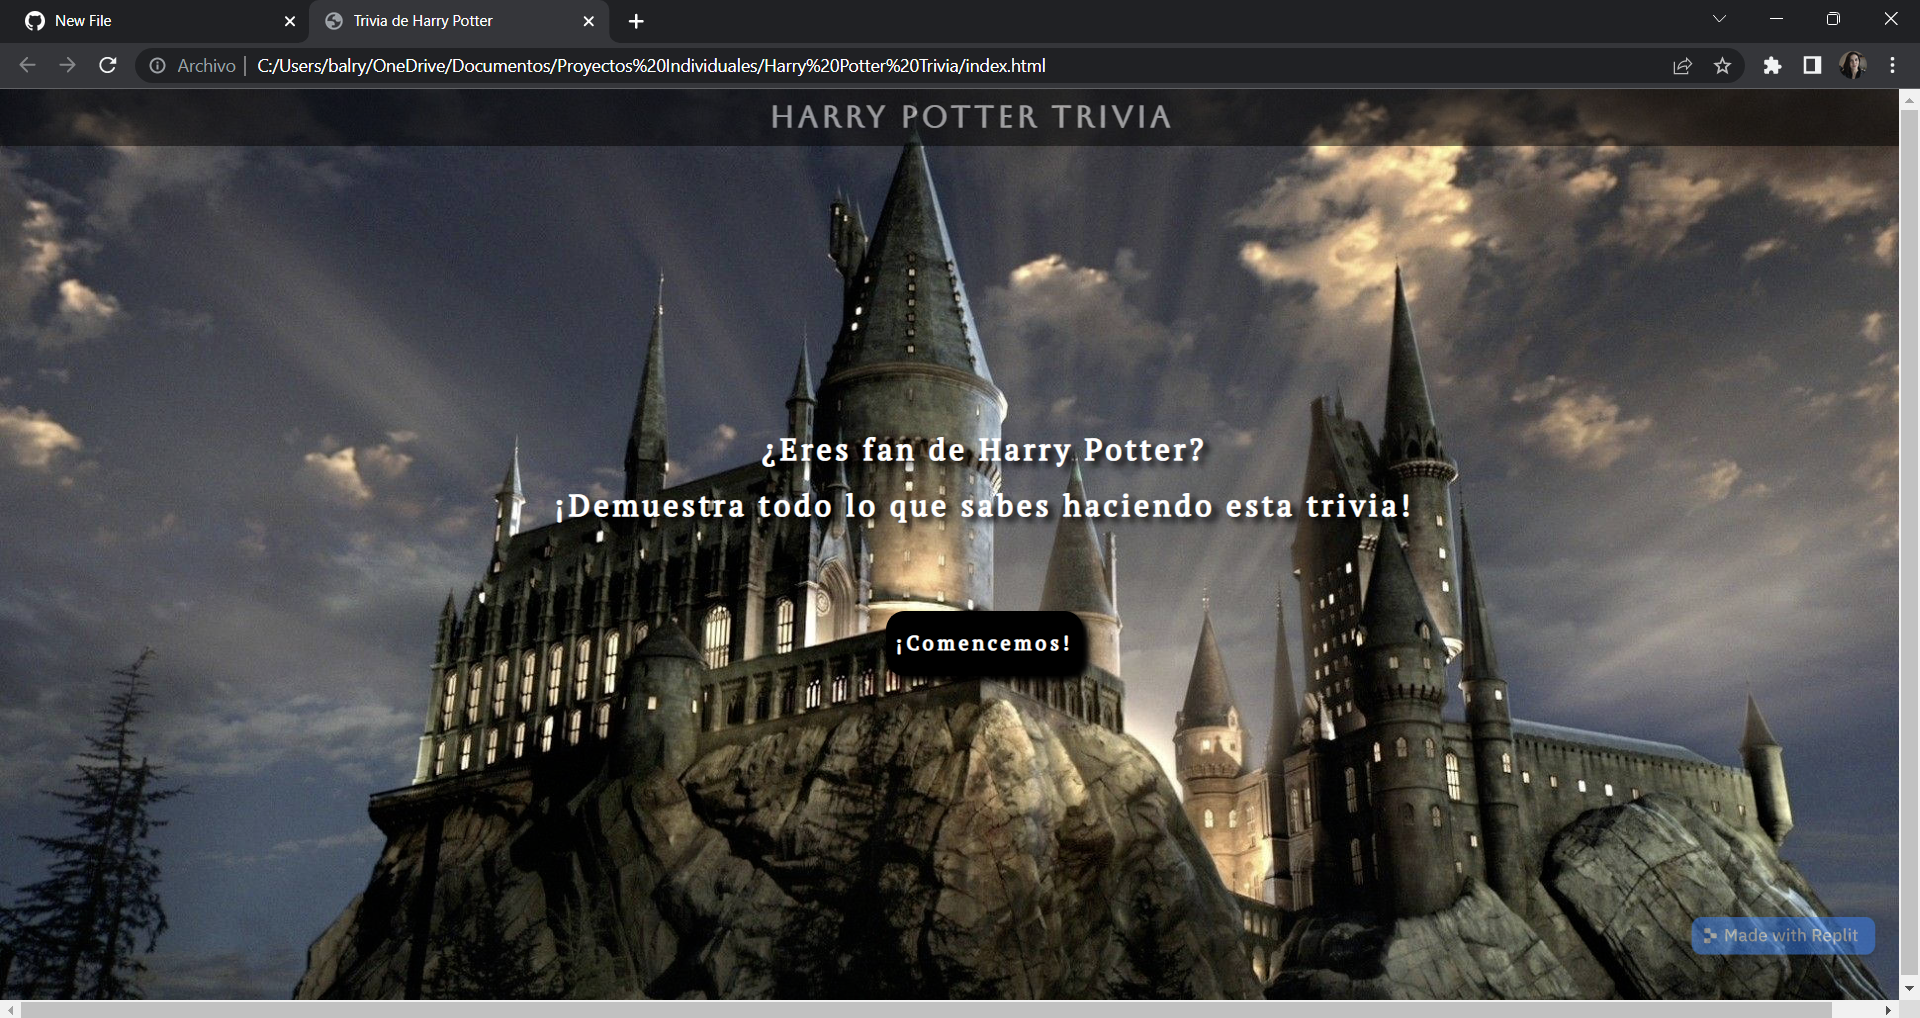 New File
Trivia de Harry Potter
Archivo
C:/Users/balry/OneDrive/Documentos/Proyectos%20Individuales/Harry%20Potter%20Trivia/index.html
HARRY POTTER TRIVIA
¿Eres fan de Harry Potter?
¡Demuestra todo lo que sabes haciendo esta trivia!
¡Comencemos!
Made with Replit